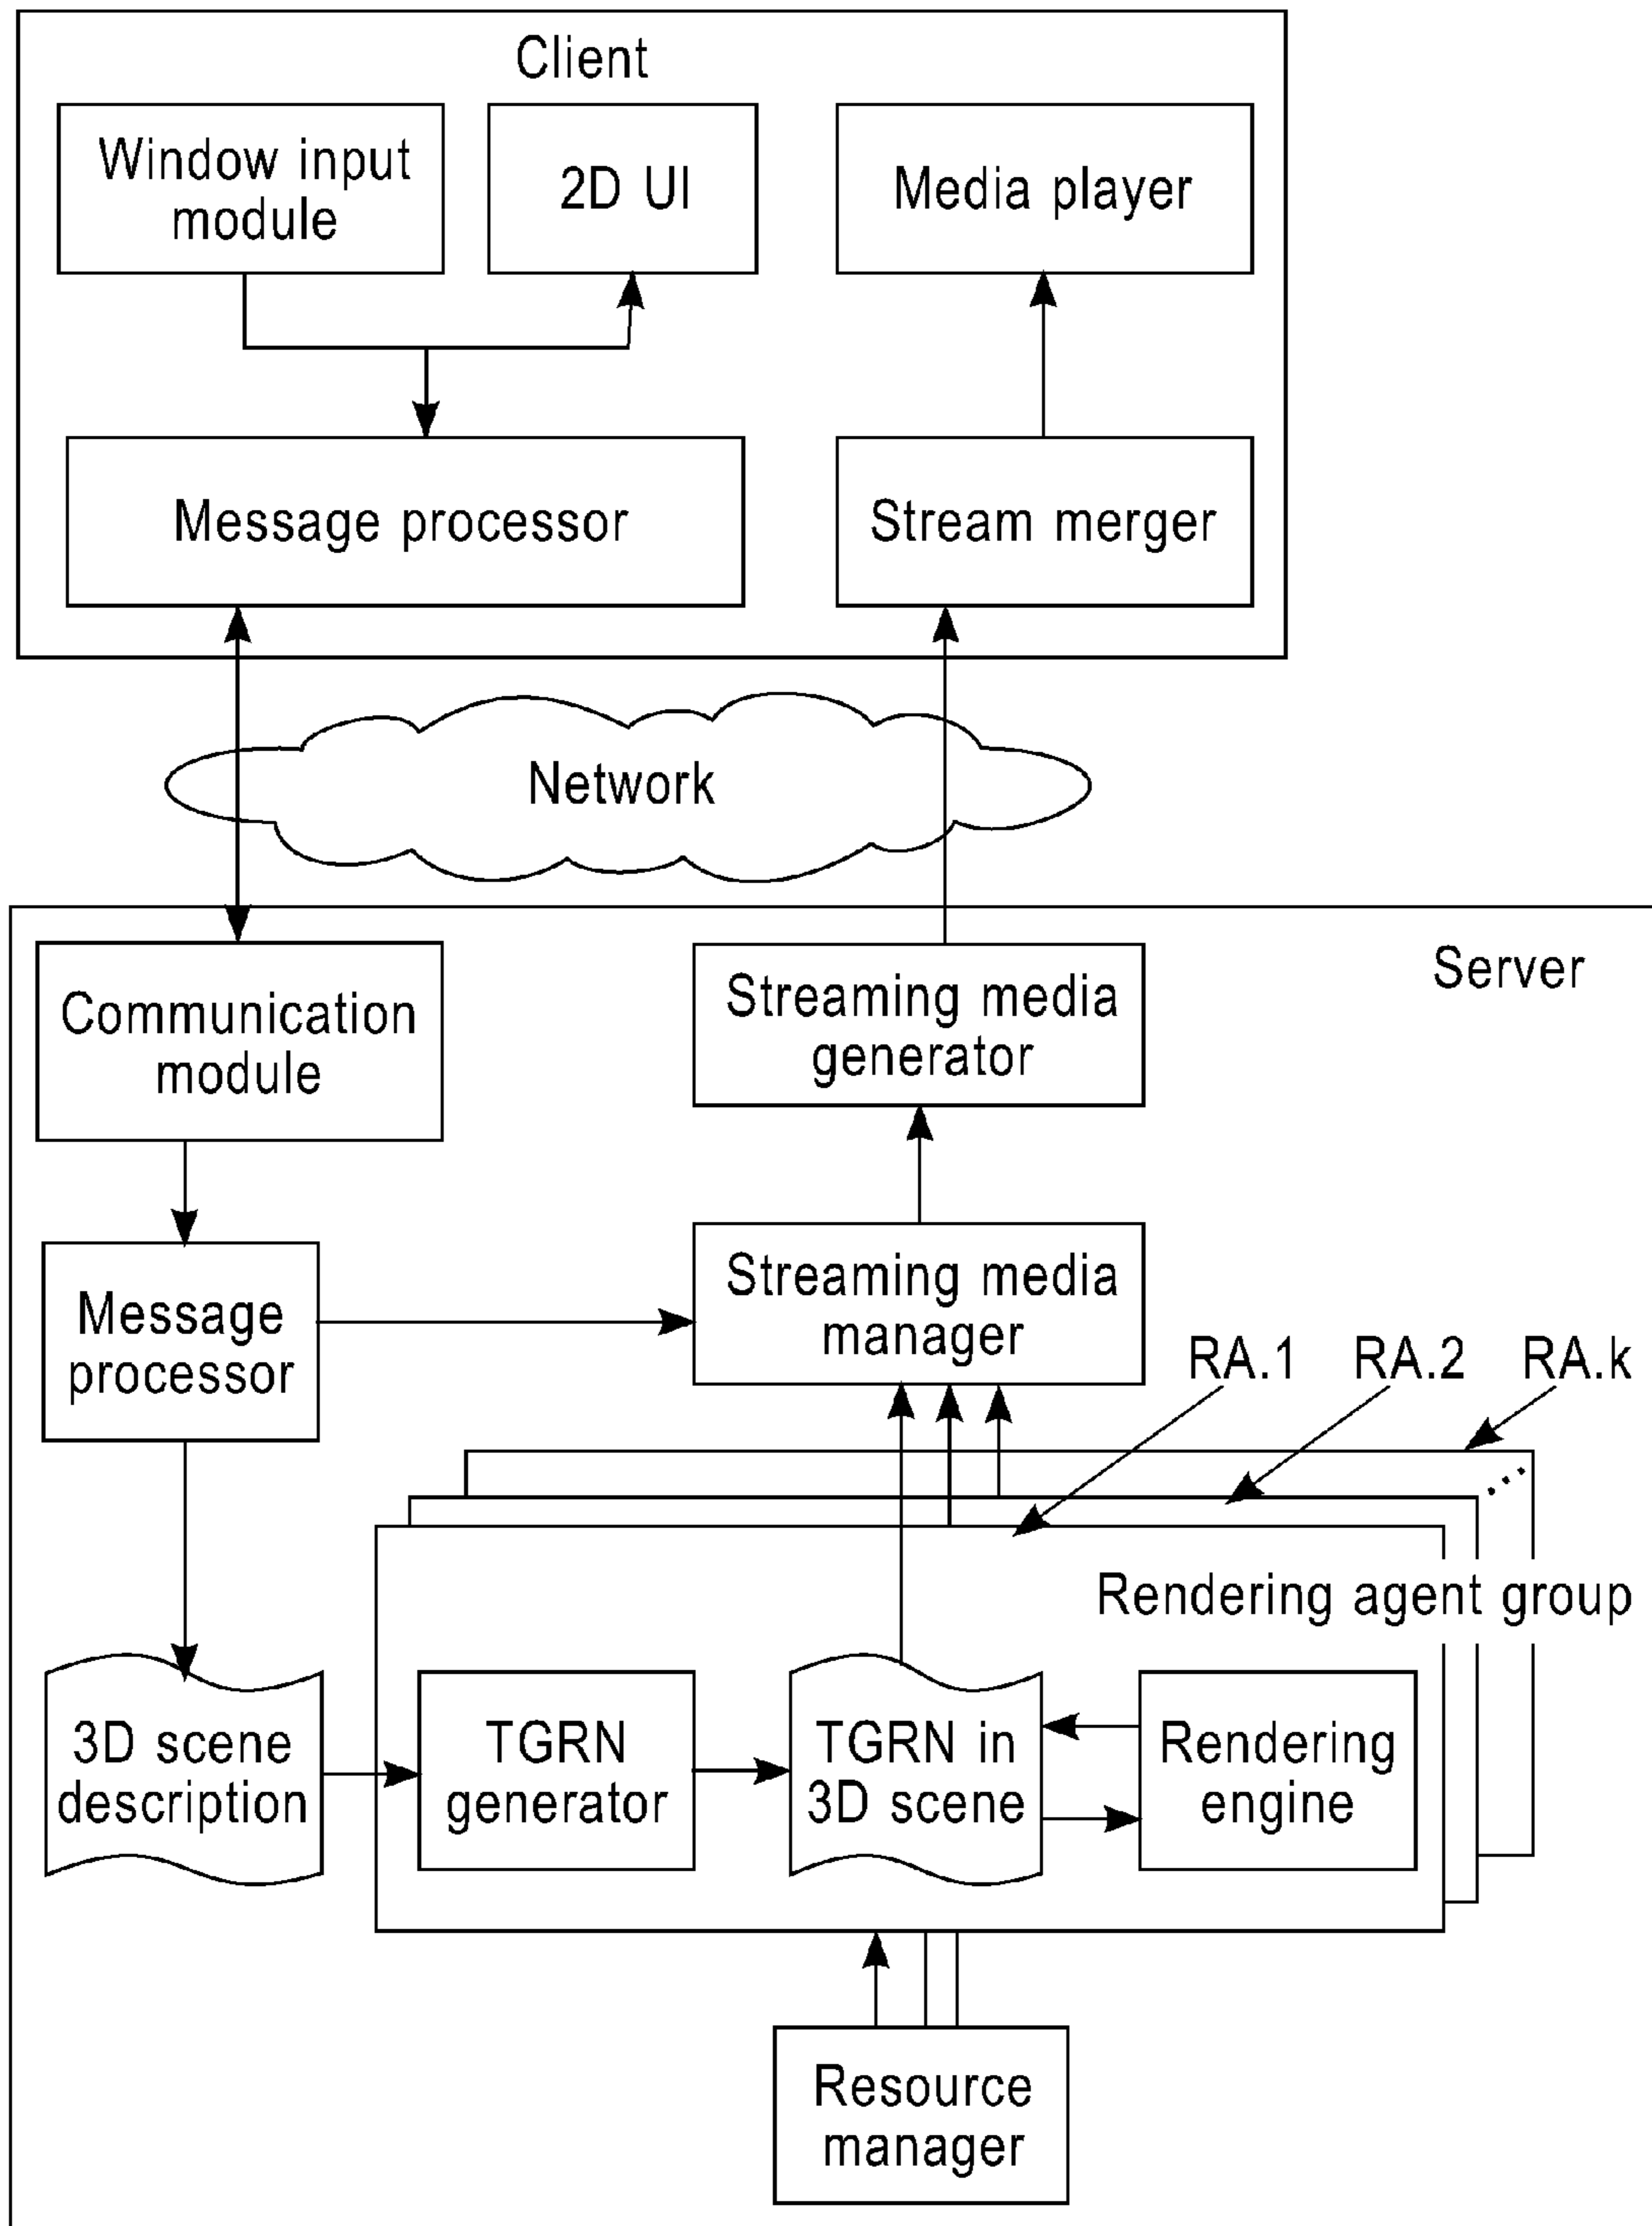 Client
Window input
module
2D UI
Media player
Message processor
Stream merger
Network
Server
Communication
module
Streaming media
generator
Message
processor
Streaming media
manager
RA.1
RA.2
RA.k
Rendering agent group
3D scene
description
TGRN
generator
TGRN in
3D scene
Rendering
engine
Resource
manager